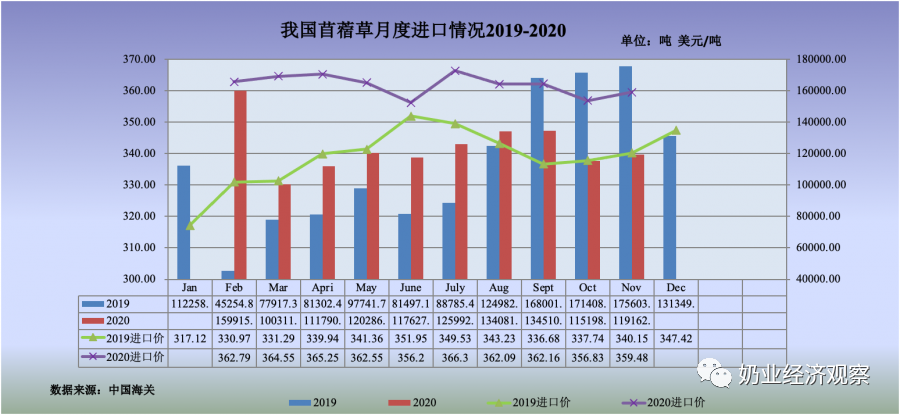 我国苜蓿草月度进口情况2019-2020
单位：吨 美元/吨
370.00 180000.00
360.00 160000.00
350.00 140000.00
340.00 120000.00
330.00 100000.00
320.00 80000.00
310.00 60000.00
300.00 40000.00
Jan Feb Mar Apri May June July Aug Sept Oct Nov Dec
2019 112258. 45254.8 77917.3 81302.4 97741.7 81497.1 88785.4 124982. 168001. 171408. 175603. 131349.
2020 159915. 100311. 111790. 120286. 117627. 125992. 134081. 134510. 115198. 119162.
2019进口价 317.12 330.97 331.29 339.94 341.36 351.95 349.53 343.23 336.68 337.74 340.15 347.42
2020进口价 362.79 364.55 365.25 362.55 356.2 366.3 362.09 362.16 356.83 359.48
数据来源：中国海关
奶业经济观察
2019 2020 2019进口价 2020进口价